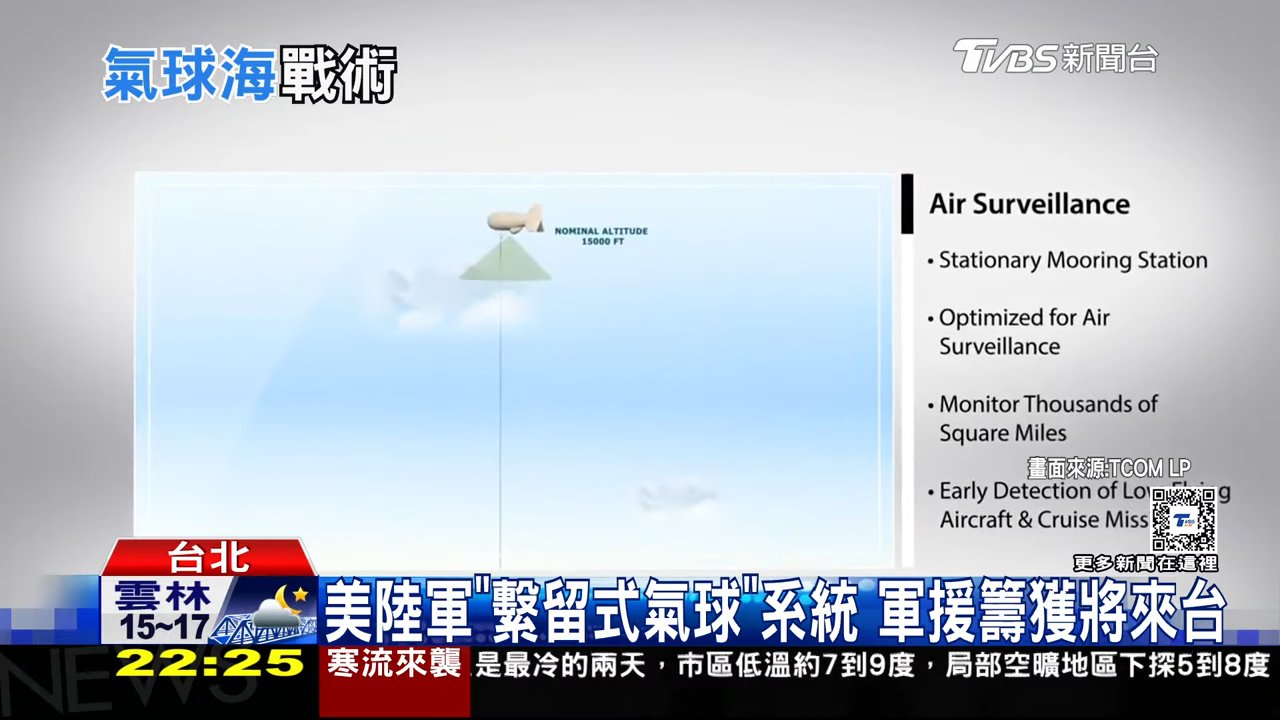 氣球海戰術
TVBS新聞台
NOMINAL ALTITUDE
15000 FT
Air Surveillance
• Stationary Mooring Station
• Optimized for Air
Surveillance
• Monitor Thousands of
Square Miles
畫面來源:TCOM LP
• Early Detection of Low Flying
Aircraft & Cruise Miss
TVBS
更多新聞在這裡
台北
雲林
15~17
美陸軍"繫留式氣球"系統 軍援籌獲將來台
22:25
寒流來襲
是最冷的兩天，市區低溫約7到9度，局部空曠地區下探5到8度
NEWS